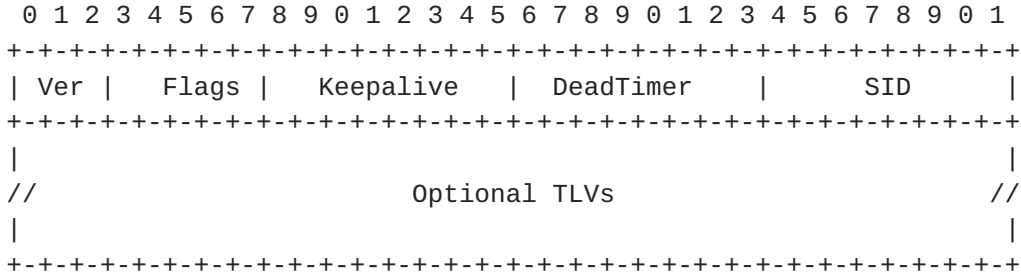 0 1 2 3 4 5 6 7 8 9 0 1 2 3 4 5 6 7 8 9 0 1 2 3 4 5 6 7 8 9 0 1
+-+-+-+-+-+-+-+-+-+-+-+-+-+-+-+-+-+-+-+-+-+-+-+-+-+-+-+-+-+-+-+-+
| Ver |   Flags |   Keepalive   |  DeadTimer    |      SID      |
+-+-+-+-+-+-+-+-+-+-+-+-+-+-+-+-+-+-+-+-+-+-+-+-+-+-+-+-+-+-+-+-+
|                                                               |
//                        Optional TLVs                        //
|                                                               |
+-+-+-+-+-+-+-+-+-+-+-+-+-+-+-+-+-+-+-+-+-+-+-+-+-+-+-+-+-+-+-+-+